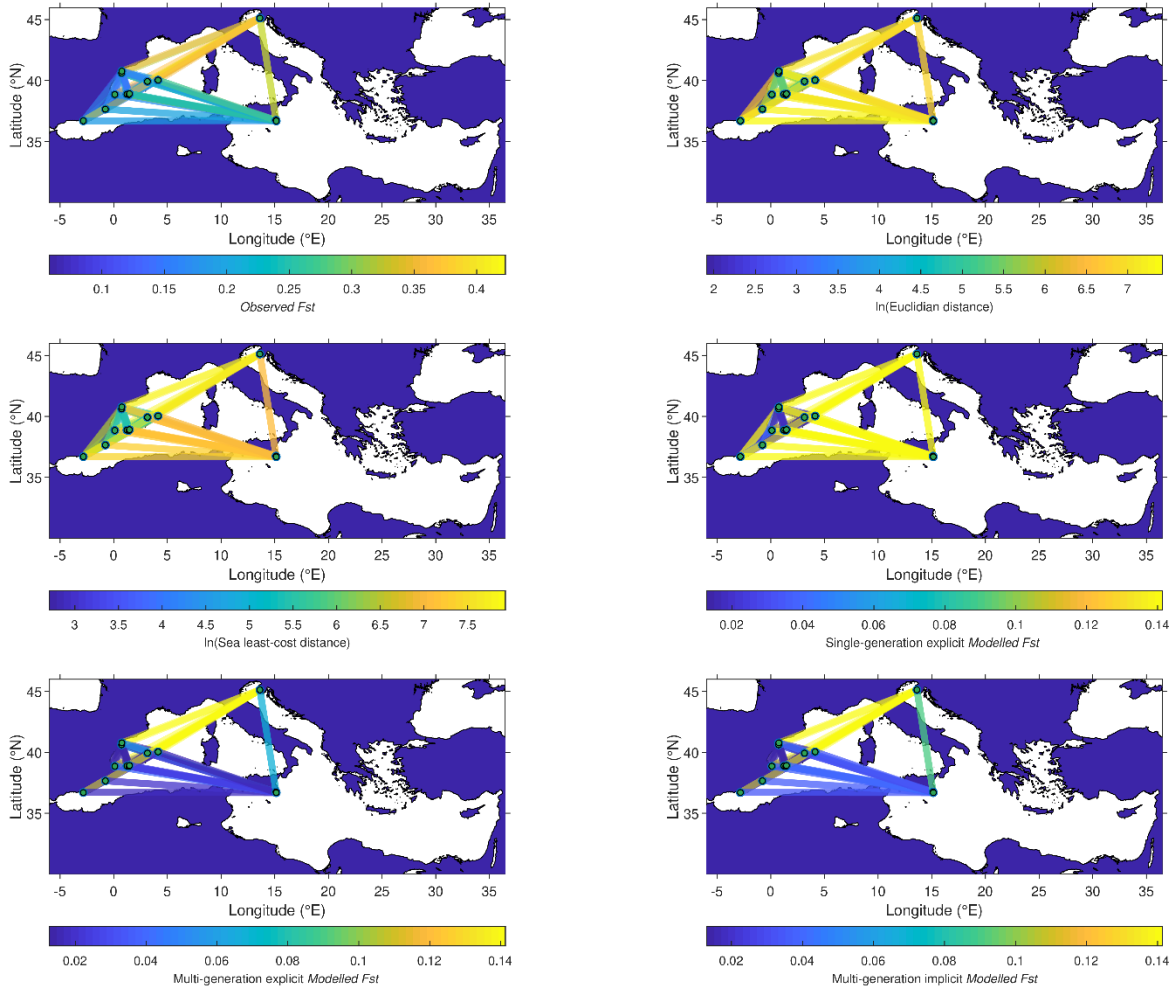 45
40
35
Latitude (°N)
-5 0 5 10 15 20 25 30 35
Longitude (°E)
0.1 0.15 0.2 0.25 0.3 0.35 0.4
Observed Fst
45
40
35
Latitude (°N)
-5 0 5 10 15 20 25 30 35
Longitude (°E)
2 2.5 3 3.5 4 4.5 5 5.5 6 6.5 7
ln(Euclidian distance)
45
40
35
Latitude (°N)
-5 0 5 10 15 20 25 30 35
Longitude (°E)
3 3.5 4 4.5 5 5.5 6 6.5 7 7.5
ln(Sea least-cost distance)
45
40
35
Latitude (°N)
-5 0 5 10 15 20 25 30 35
Longitude (°E)
0.02 0.04 0.06 0.08 0.1 0.12 0.14
Single-generation explicit Modelled Fst
45
40
35
Latitude (°N)
-5 0 5 10 15 20 25 30 35
Longitude (°E)
0.02 0.04 0.06 0.08 0.1 0.12 0.14
Multi-generation explicit Modelled Fst
45
40
35
Latitude (°N)
-5 0 5 10 15 20 25 30 35
Longitude (°E)
0.02 0.04 0.06 0.08 0.1 0.12 0.14
Multi-generation implicit Modelled Fst